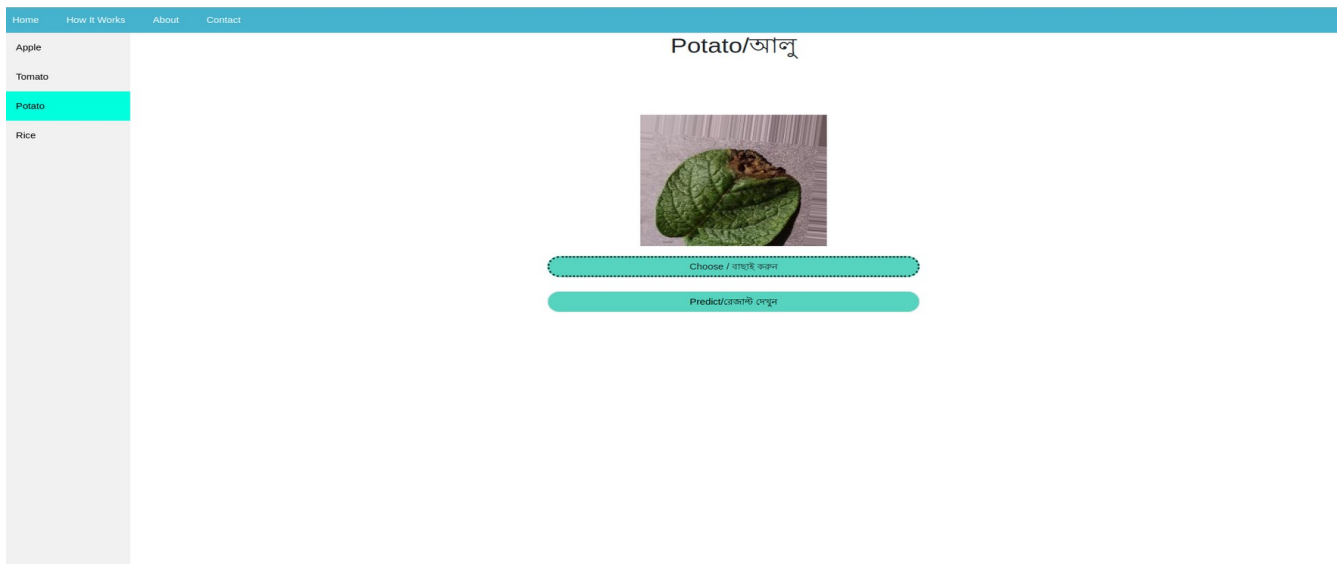 Home How It Works About Contact
Apple
Tomato
Potato
Rice
Potato/আলু
Choose / বাছাই করুন
Predict/রেজাল্ট দেখুন